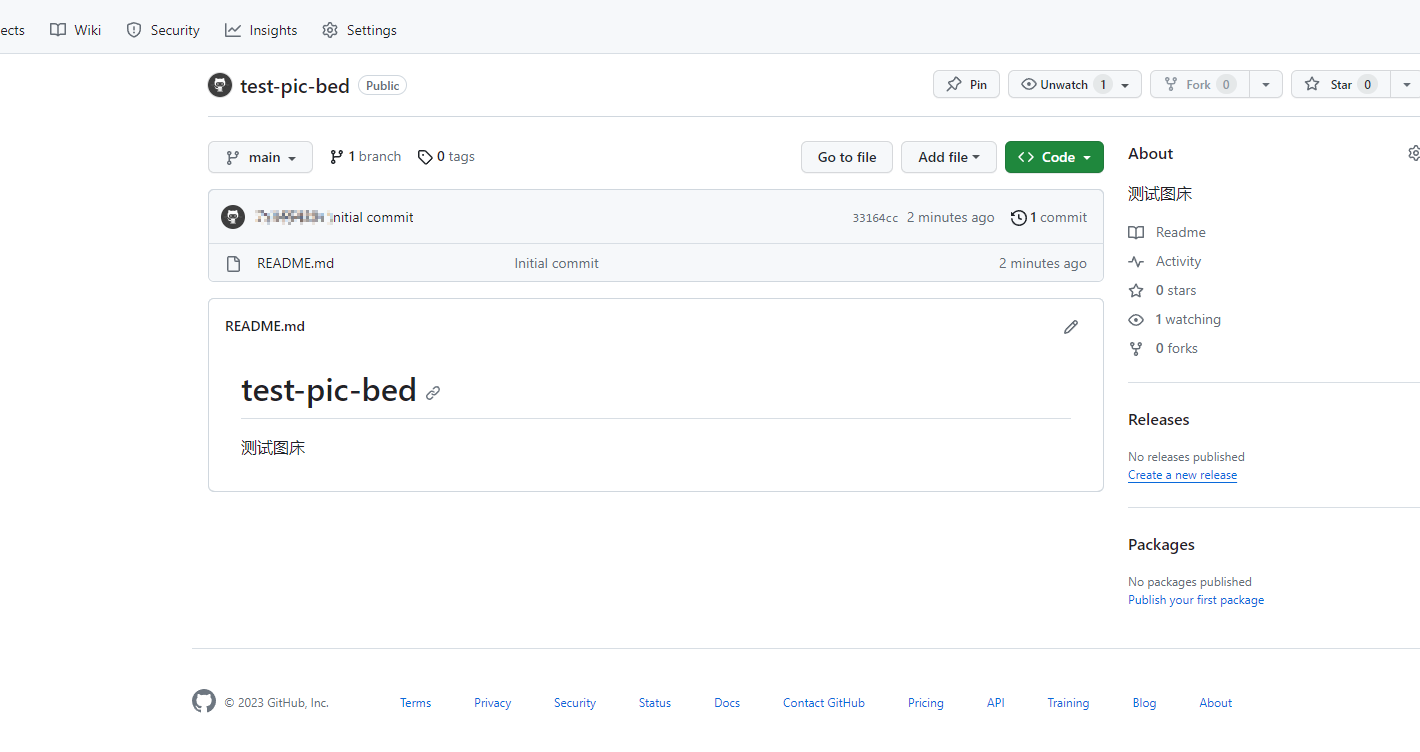 ects Wiki Security Insights Settings
test-pic-bed Public Pin Unwatch 1 Fork 0 Star 0
main 1 branch 0 tags Go to file Add file <> Code About
测试图床
nitial commit 33164cc 2 minutes ago 1 commit
Readme
README.md Initial commit 2 minutes ago
Activity
0 stars
1 watching
0 forks
README.md
test-pic-bed
测试图床
Releases
No releases published
Create a new release
Packages
No packages published
Publish your first package
© 2023 GitHub, Inc. Terms Privacy Security Status Docs Contact GitHub Pricing API Training Blog About